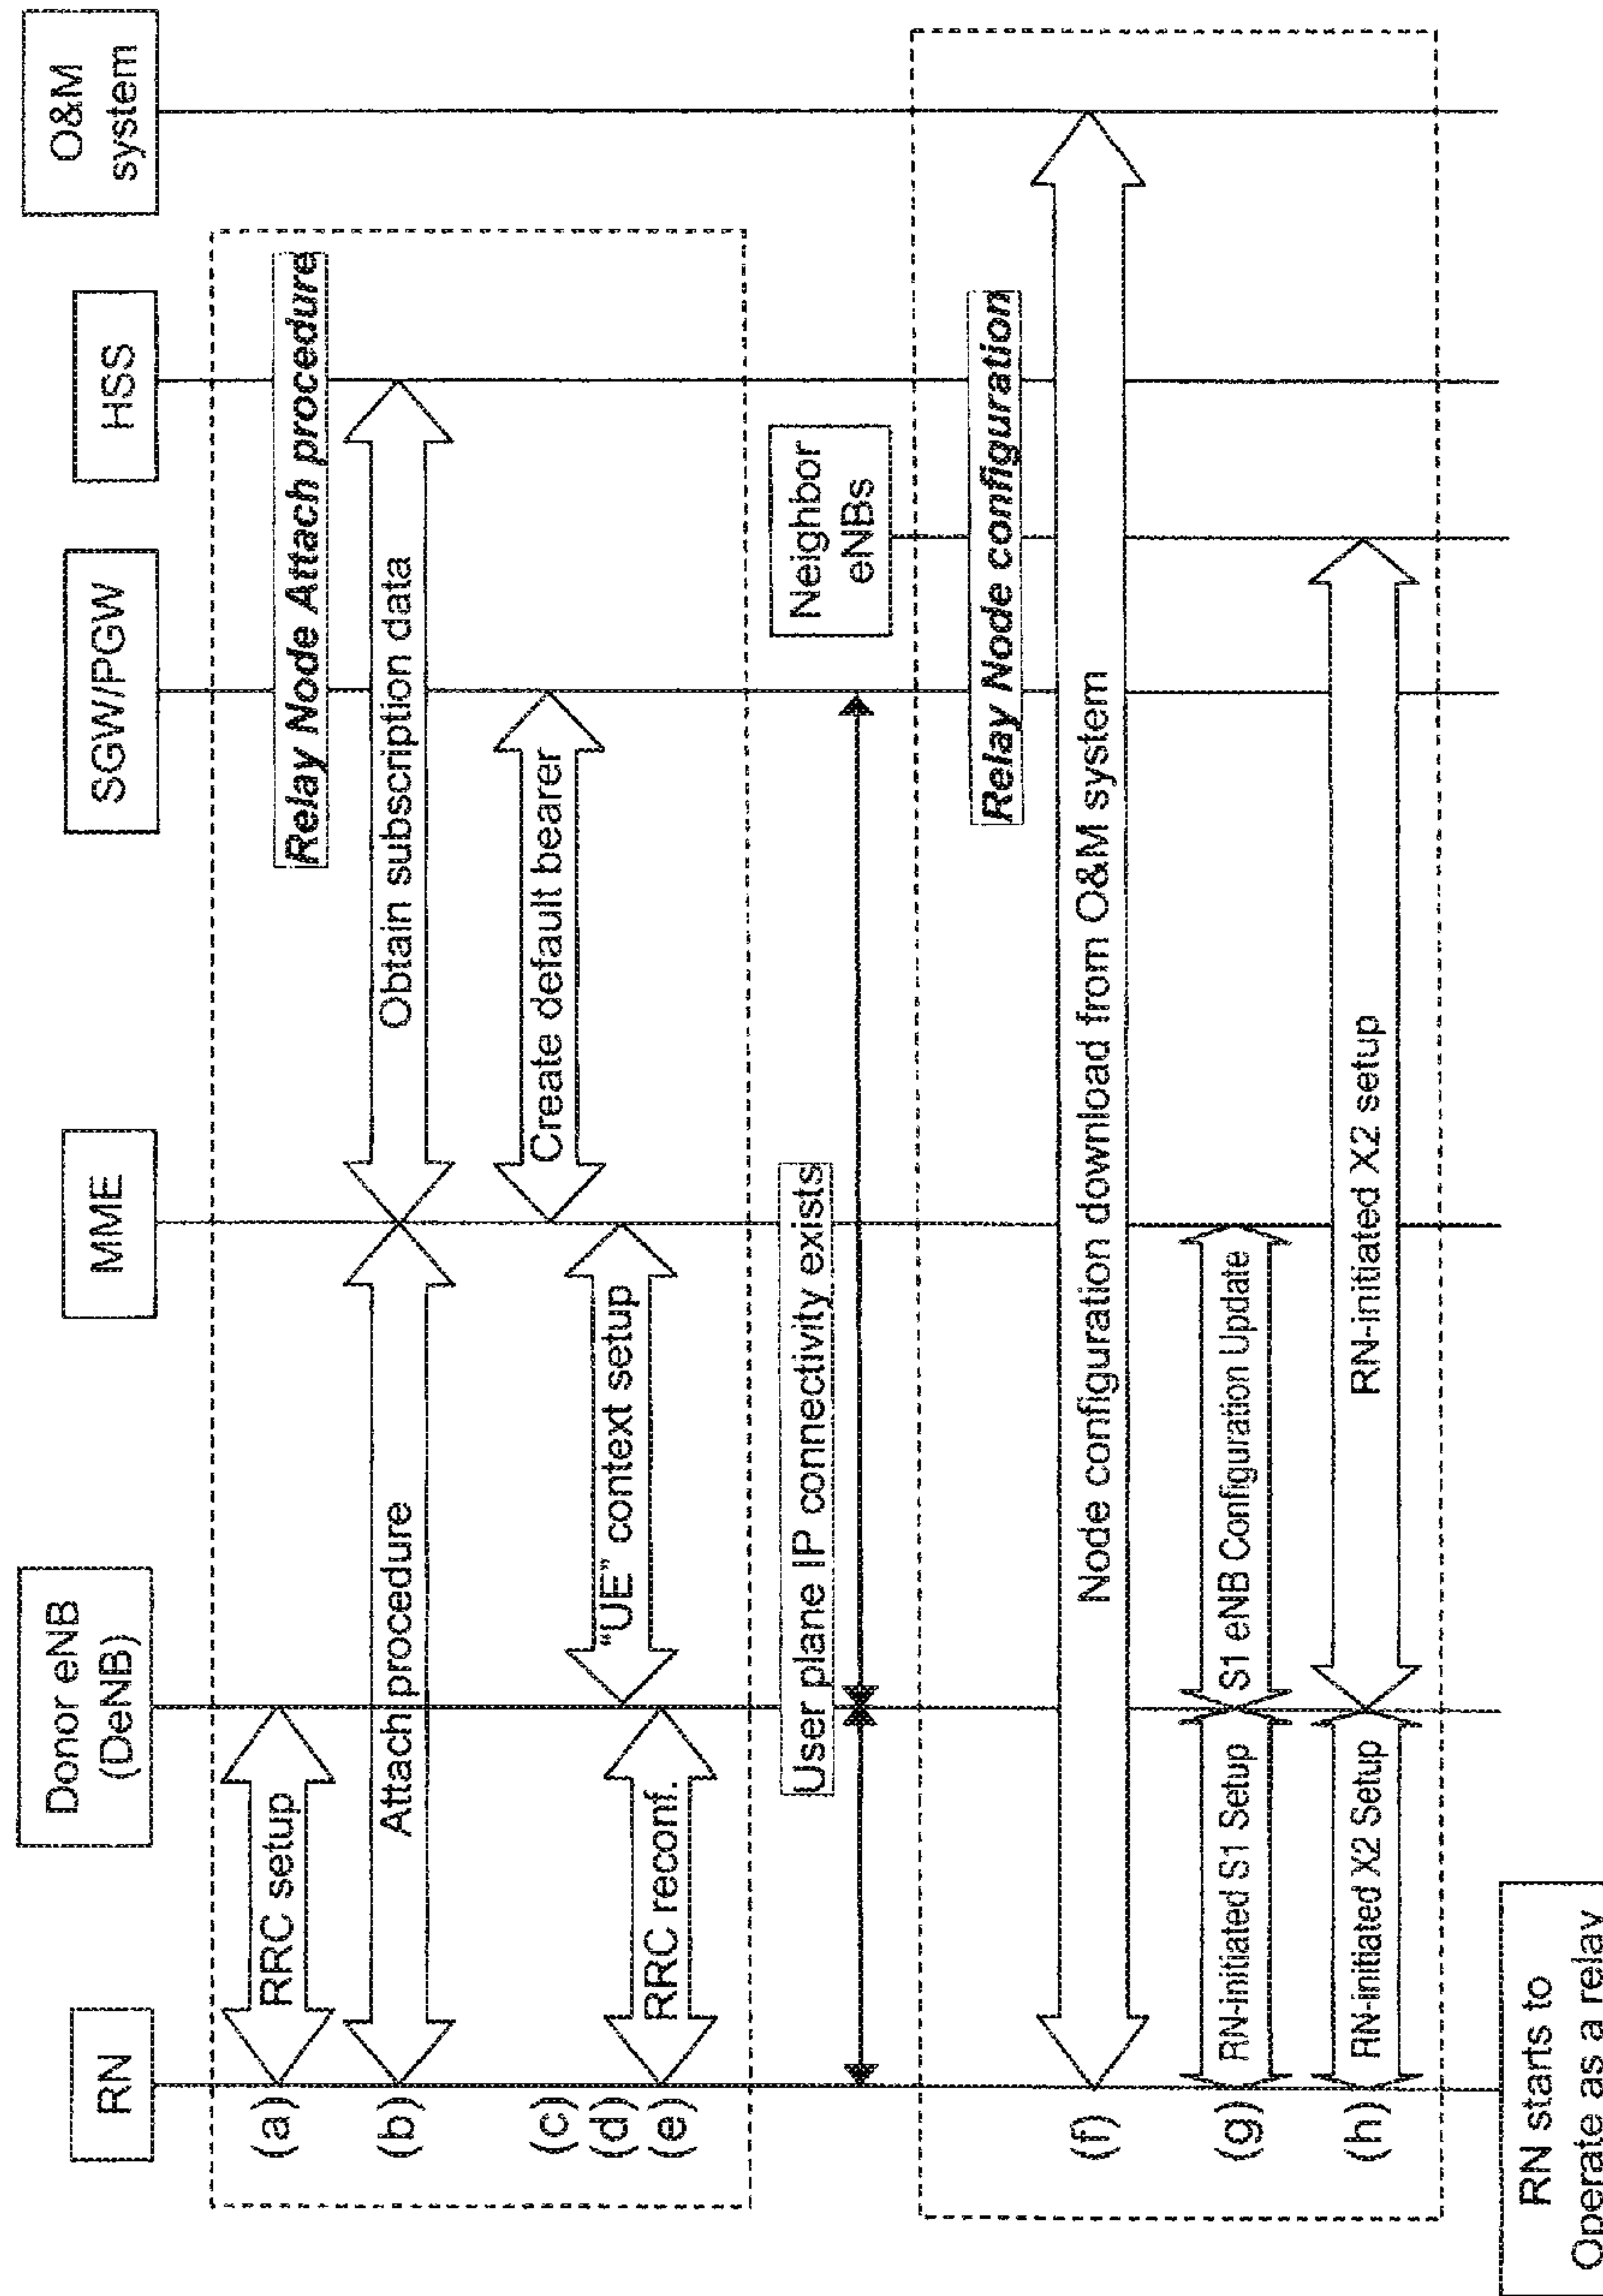 RN
Donor eNB
(DeNB)
MME
SGW/PGW
HSS
O&M
system
Relay Node Attach procedure
(a)
RRC setup
(b)
Attach procedure
Obtain subscription data
(c)
Create default bearer
(d)
“UE” context setup
(e)
RRC reconf.
User plane IP connectivity exists
Neighbor
eNBs
Relay Node configuration
(f)
Node configuration download from O&M system
(g)
RN-initiated S1 Setup
S1 eNB Configuration Update
(h)
RN-initiated X2 Setup
RN-initiated X2 setup
RN starts to
Operate as a relay